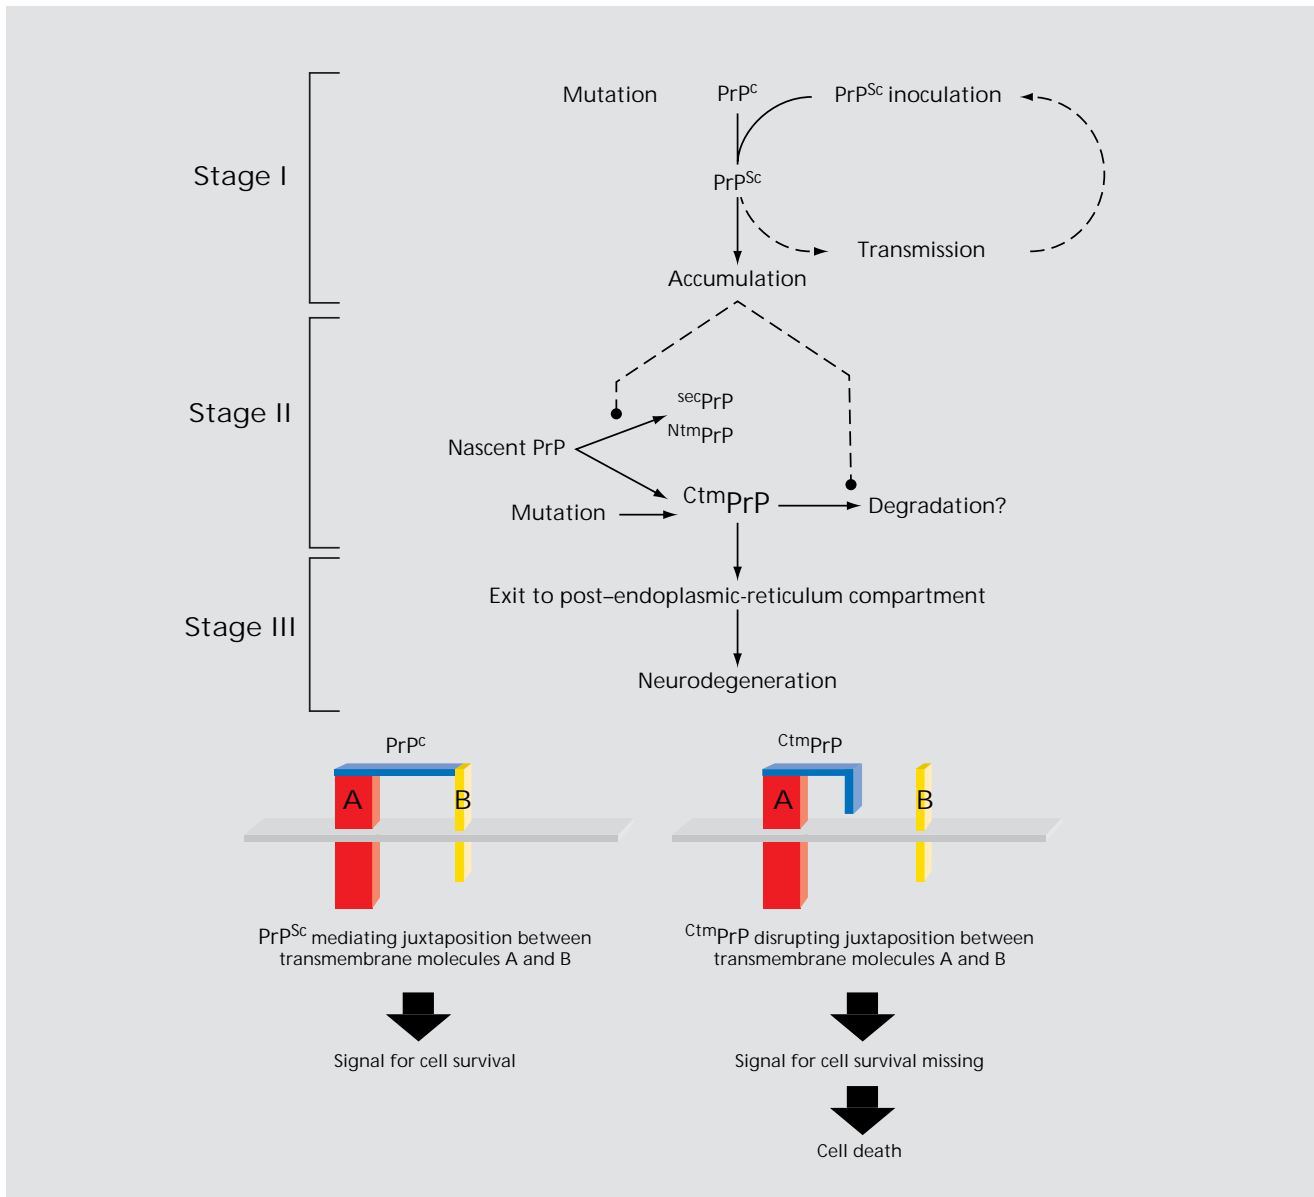 Stage I
Mutation
PrPc
PrPSc inoculation
PrPSc
Transmission
Accumulation
Stage II
secPrP
NtmPrP
Nascent PrP
CtmPrP
Mutation
Degradation?
Stage III
Exit to post–endoplasmic-reticulum compartment
Neurodegeneration
PrPc
A
B
PrPSc mediating juxtaposition between
transmembrane molecules A and B
Signal for cell survival
CtmPrP
A
B
CtmPrP disrupting juxtaposition between
transmembrane molecules A and B
Signal for cell survival missing
Cell death